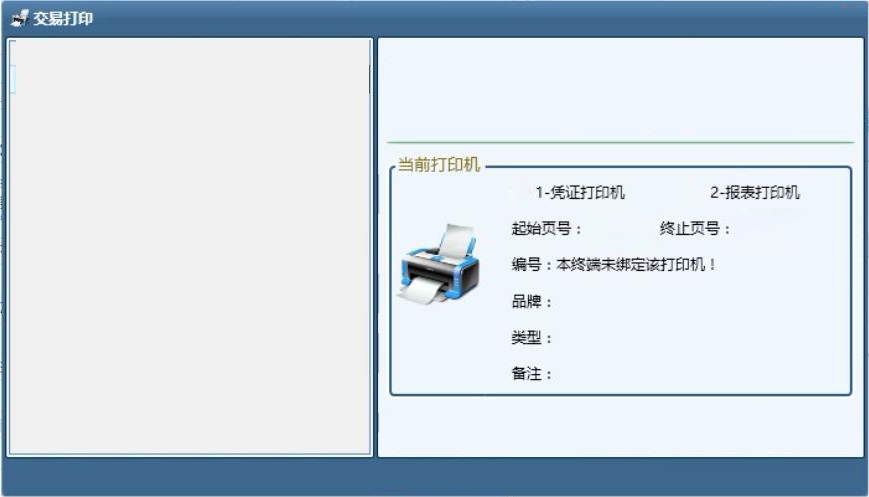 交易打印
当前打印机
1-凭证打印机 2-报表打印机
起始页号： 终止页号：
编号：本终端未绑定该打印机！
品牌：
类型：
备注：